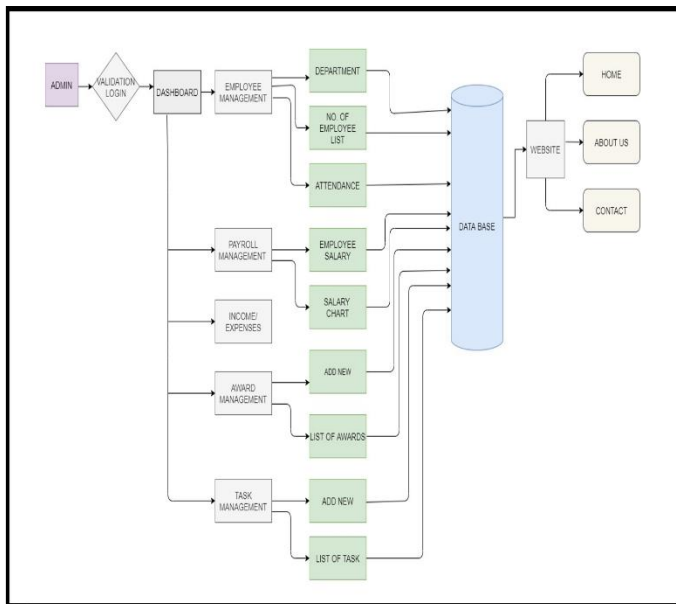 ADMIN
VALIDATION
LOGIN
DASHBOARD
EMPLOYEE
MANAGEMENT
DEPARTMENT
NO. OF
EMPLOYEE
LIST
ATTENDANCE
PAYROLL
MANAGEMENT
EMPLOYEE
SALARY
SALARY
CHART
INCOME/
EXPENSES
AWARD
MANAGEMENT
ADD NEW
LIST OF AWARDS
TASK
MANAGEMENT
ADD NEW
LIST OF TASK
DATA BASE
WEBSITE
HOME
ABOUT US
CONTACT